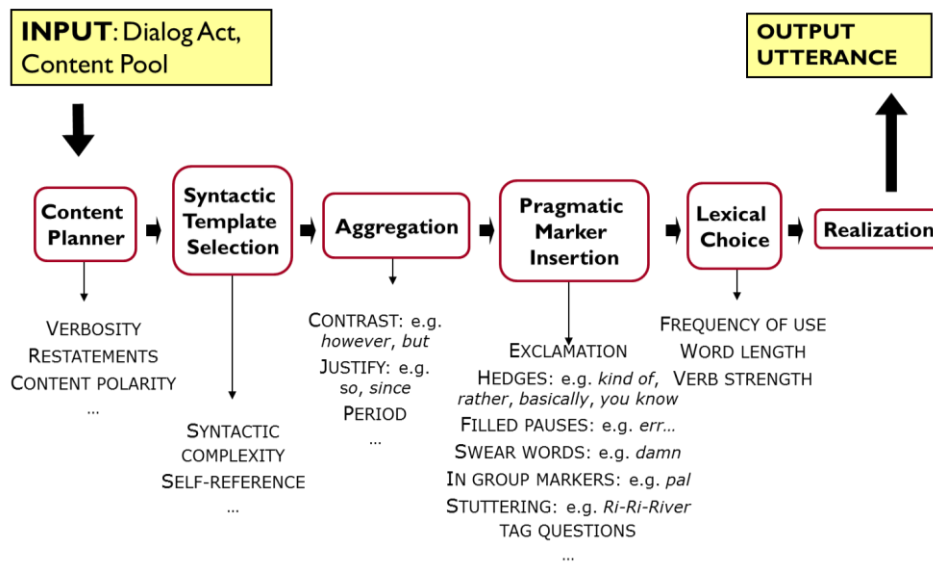 INPUT: Dialog Act,
Content Pool
OUTPUT
UTTERANCE
Content
Planner
Syntactic
Template
Selection
Aggregation
Pragmatic
Marker
Insertion
Lexical
Choice
Realization
VERBOSITY
RESTATEMENTS
CONTENT POLARITY
...
SYNTACTIC
COMPLEXITY
SELF-REFERENCE
...
CONTRAST: e.g.
however, but
JUSTIFY: e.g.
so, since
PERIOD
...
EXCLAMATION
HEDGES: e.g. kind of,
rather, basically, you know
FILLED PAUSES: e.g. err...
SWEAR WORDS: e.g. damn
IN GROUP MARKERS: e.g. pal
STUTTERING: e.g. Ri-Ri-River
TAG QUESTIONS
...
FREQUENCY OF USE
WORD LENGTH
VERB STRENGTH